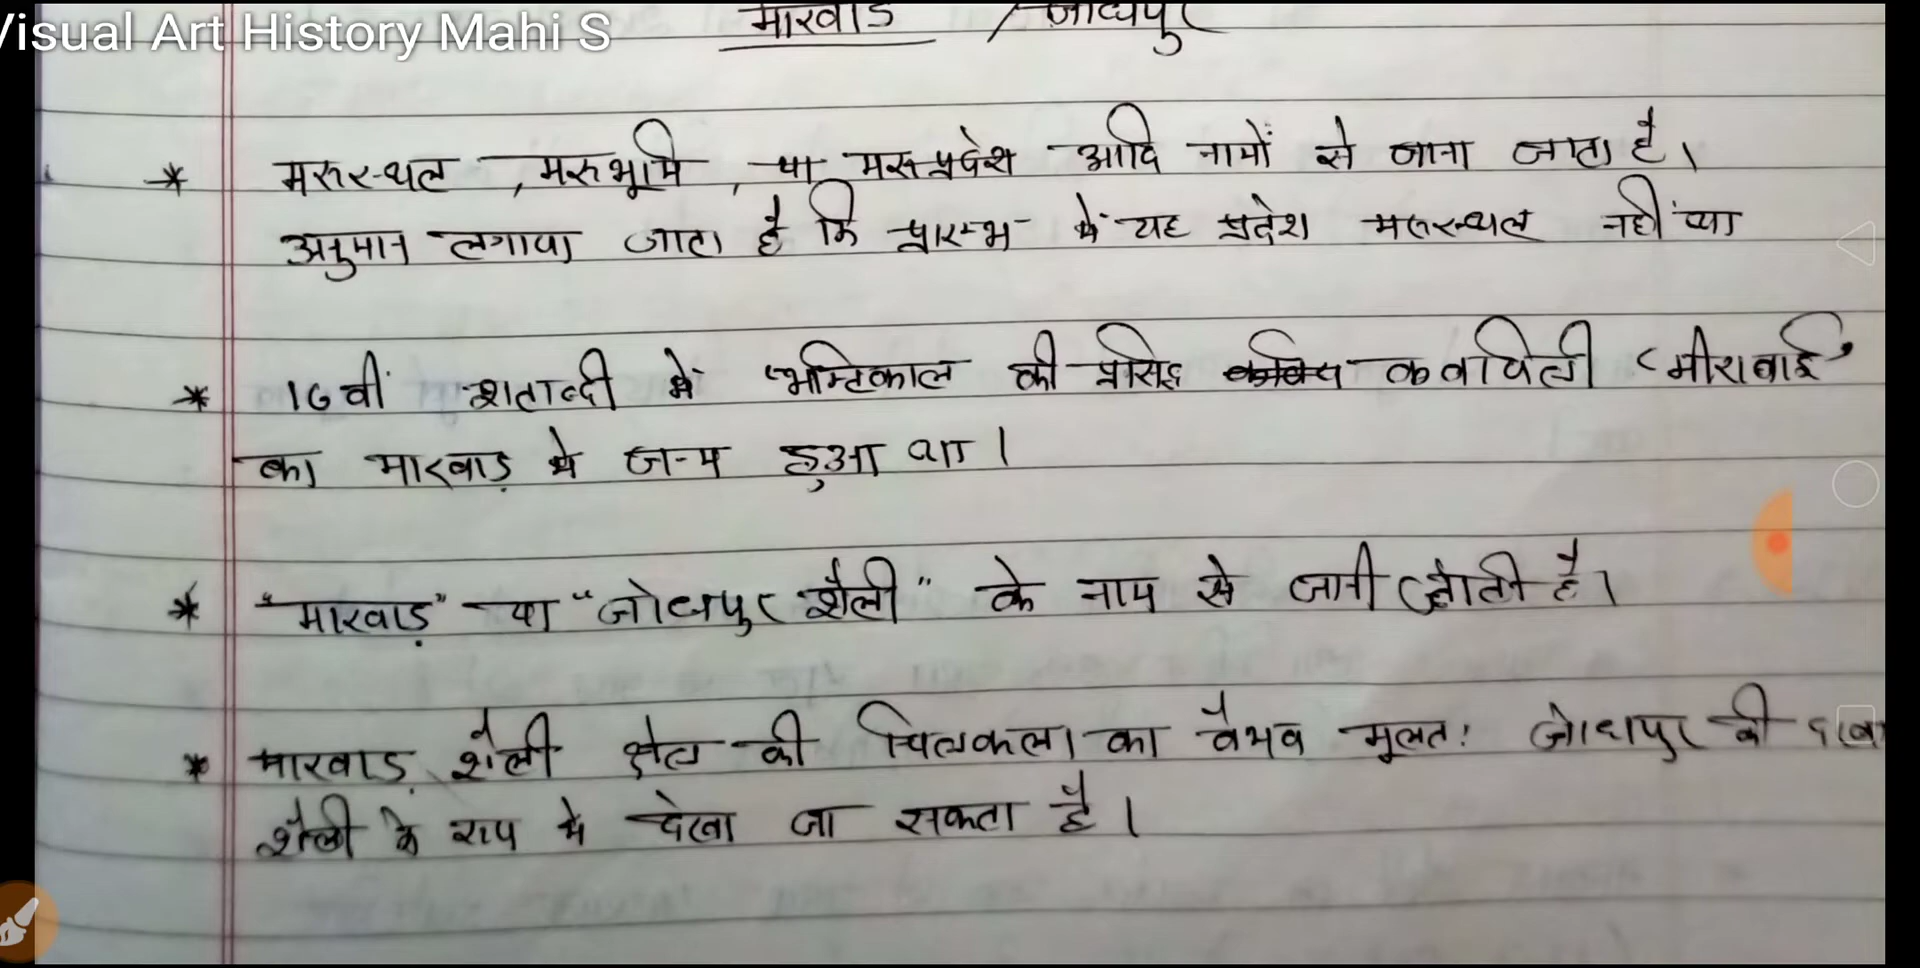 Visual Art History Mahi S
मारवाड / जोधपुर
* मरुस्थल, मरुभूमि, या मरुप्रदेश आदि नामों से जाना जाता है।
अनुमान लगाया जाता है कि प्रारम्भ में यह प्रदेश मरुस्थल नहीं था
* 16वीं शताब्दी में भक्तिकाल की प्रसिद्ध कवयित्री 'मीराबाई'
का मारवाड़ में जन्म हुआ था।
* "मारवाड़" या "जोधपुर शैली" के नाम से जानी जाती है।
* मारवाड़ शैली क्षेत्र की चित्रकला का वैभव मूलत: जोधपुर की
शैली के रूप में देखा जा सकता है।